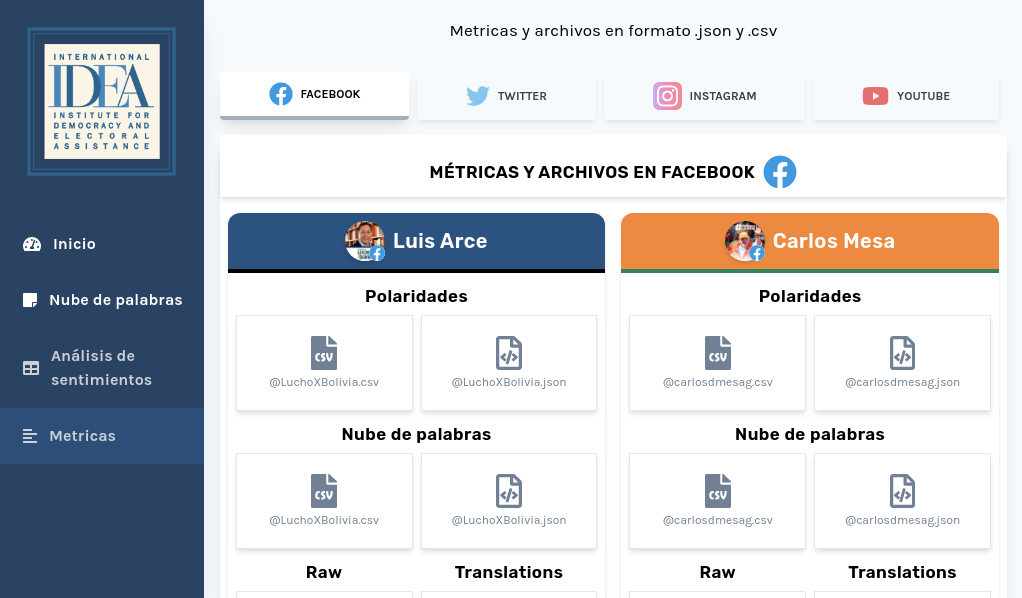 INTERNATIONAL
IDEA
INSTITUTE FOR
DEMOCRACY AND
ELECTORAL
ASSISTANCE
Inicio
Nube de palabras
Análisis de
sentimientos
Metricas
Metricas y archivos en formato .json y .csv
FACEBOOK
TWITTER
INSTAGRAM
YOUTUBE
MÉTRICAS Y ARCHIVOS EN FACEBOOK
Luis Arce
Polaridades
CSV
@LuchoXBolivia.csv
@LuchoXBolivia.json
Nube de palabras
CSV
@LuchoXBolivia.csv
@LuchoXBolivia.json
Raw
Translations
Carlos Mesa
Polaridades
CSV
@carlosdmesag.csv
@carlosdmesag.json
Nube de palabras
CSV
@carlosdmesag.csv
@carlosdmesag.json
Raw
Translations